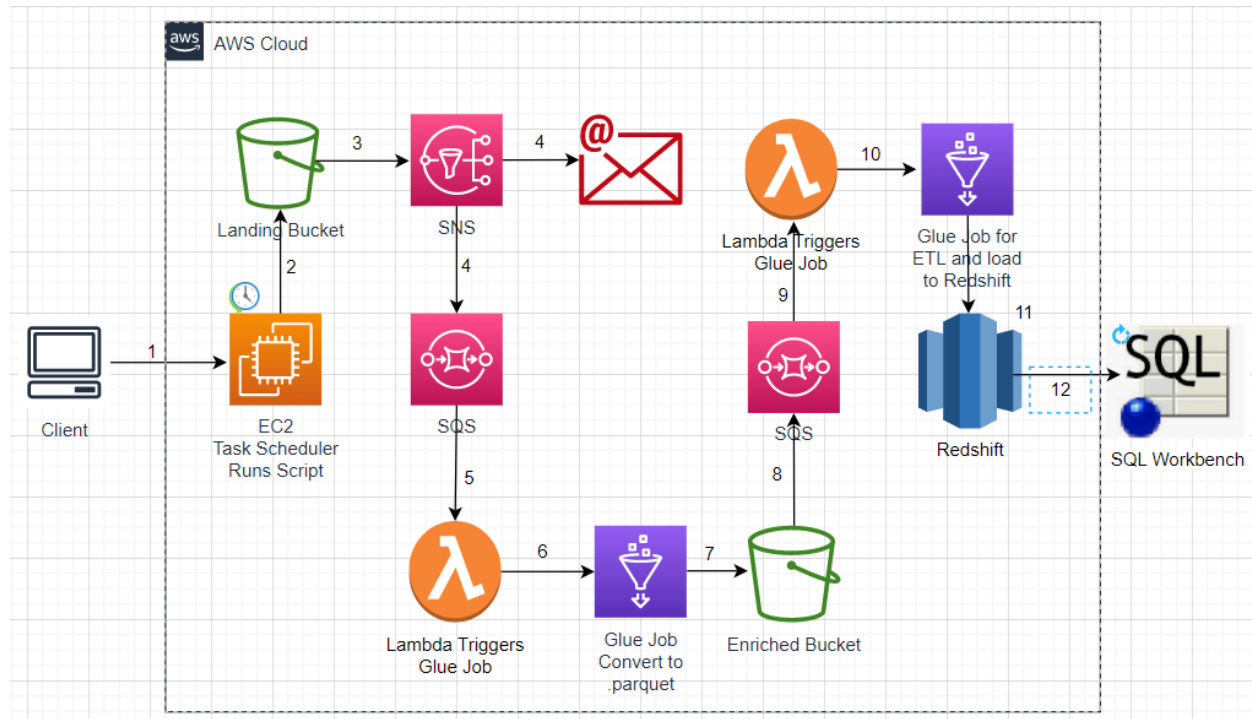 aws
AWS Cloud
3
4
@
10
Landing Bucket
SNS
Lambda Triggers
Glue Job
Glue Job for
ETL and load
to Redshift
2
4
9
11
1
12
SQL
Client
EC2
Task Scheduler
Runs Script
SQS
SQS
Redshift
SQL Workbench
5
8
6
7
Lambda Triggers
Glue Job
Glue Job
Convert to
.parquet
Enriched Bucket